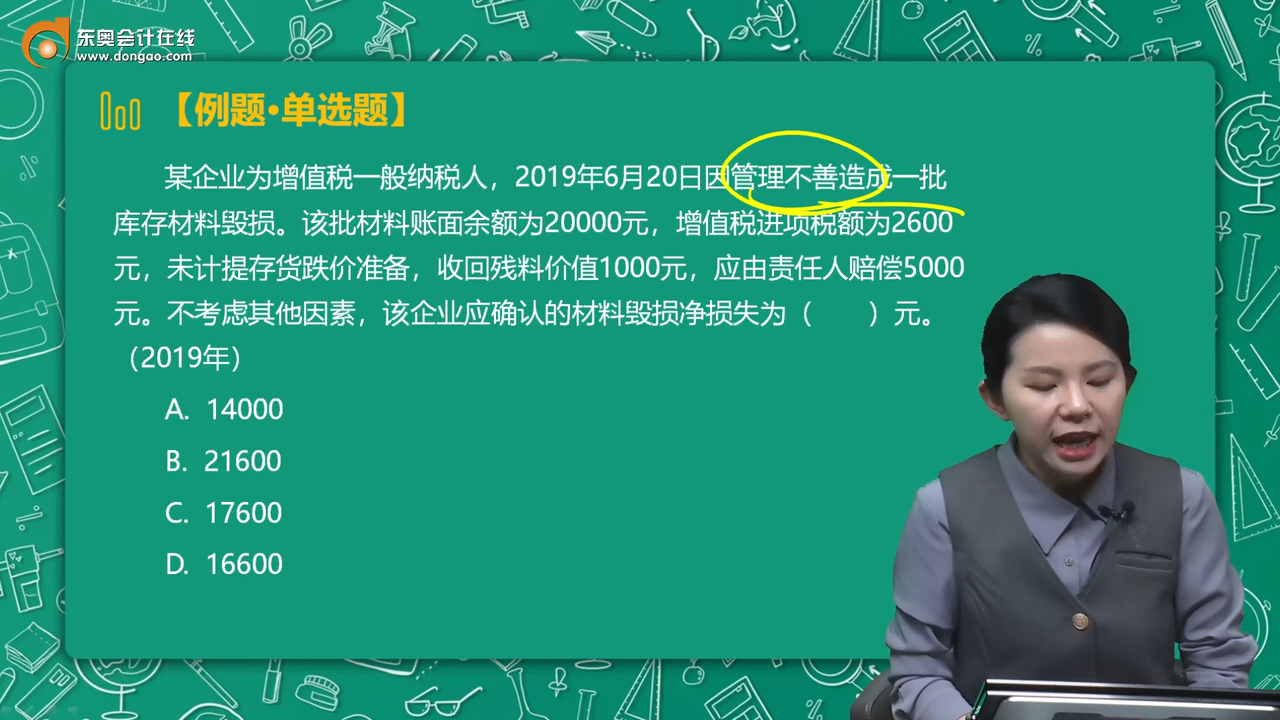 东奥会计在线
www.dongao.com
【例题•单选题】
某企业为增值税一般纳税人，2019年6月20日因管理不善造成一批
库存材料毁损。该批材料账面余额为20000元，增值税进项税额为2600
元，未计提存货跌价准备，收回残料价值1000元，应由责任人赔偿5000
元。不考虑其他因素，该企业应确认的材料毁损净损失为（　　）元。
（2019年）
A. 14000
B. 21600
C. 17600
D. 16600